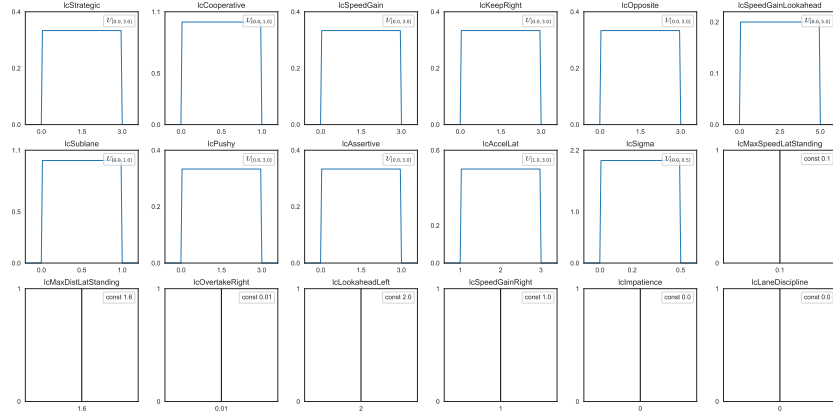 lcStrategic
U[0.0, 3.0]
0.4
0.2
0.0
0.0
1.5
3.0
lcCooperative
U[0.0, 1.0]
1.1
0.5
0.0
0.0
0.5
1.0
lcSpeedGain
U[0.0, 3.0]
0.4
0.2
0.0
0.0
1.5
3.0
lcKeepRight
U[0.0, 3.0]
0.4
0.2
0.0
0.0
1.5
3.0
lcOpposite
U[0.0, 3.0]
0.4
0.2
0.0
0.0
1.5
3.0
lcSpeedGainLookahead
U[0.0, 5.0]
0.2
0.1
0.0
0.0
2.5
5.0
lcSublane
U[0.0, 1.0]
1.1
0.5
0.0
0.0
0.5
1.0
lcPushy
U[0.0, 3.0]
0.4
0.2
0.0
0.0
1.5
3.0
lcAssertive
U[0.0, 3.0]
0.4
0.2
0.0
0.0
1.5
3.0
lcAccelLat
U[1.0, 3.0]
0.6
0.2
0.0
1
2
3
lcSigma
U[0.0, 0.5]
2.2
1.0
0.0
0.0
0.2
0.5
lcMaxSpeedLatStanding
const 0.1
1
0
0.1
lcMaxDistLatStanding
const 1.6
1
0
1.6
lcOvertakeRight
const 0.01
1
0
0.01
lcLookaheadLeft
const 2.0
1
0
2
lcSpeedGainRight
const 1.0
1
0
1
lcImpatience
const 0.0
1
0
0
lcLaneDiscipline
const 0.0
1
0
0